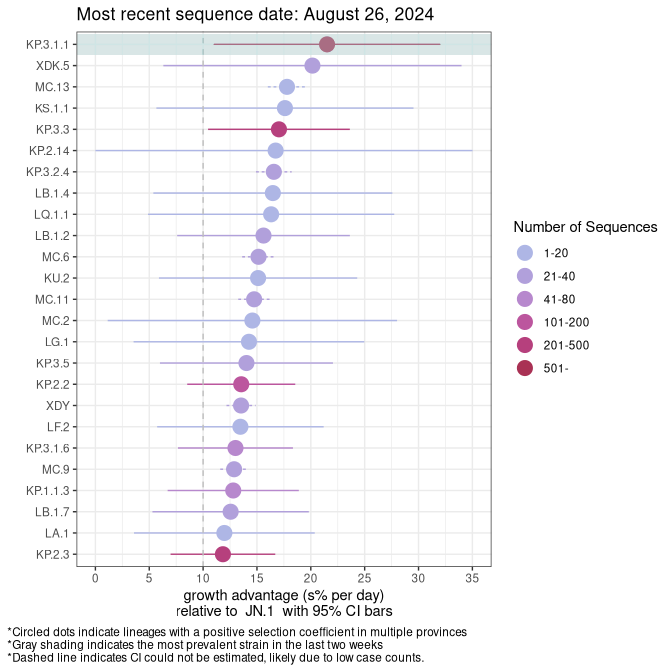 Most recent sequence date: August 26, 2024
KP.3.1.1
XDK.5
MC.13
KS.1.1
KP.3.3
KP.2.14
KP.3.2.4
LB.1.4
LQ.1.1
LB.1.2
MC.6
KU.2
MC.11
MC.2
LG.1
KP.3.5
KP.2.2
XDY
LF.2
KP.3.1.6
MC.9
KP.1.1.3
LB.1.7
LA.1
KP.2.3
0 5 10 15 20 25 30 35
growth advantage (s% per day)
relative to JN.1 with 95% CI bars
Number of Sequences
1-20
21-40
41-80
101-200
201-500
501-
*Circled dots indicate lineages with a positive selection coefficient in multiple provinces
*Gray shading indicates the most prevalent strain in the last two weeks
*Dashed line indicates CI could not be estimated, likely due to low case counts.